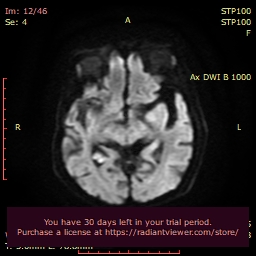 Im: 12/46
Se: 4
A
STP100
STP100
F
Ax DWI B 1000
R
L
You have 30 days left in your trial period.
Purchase a license at https://radiantviewer.com/store/